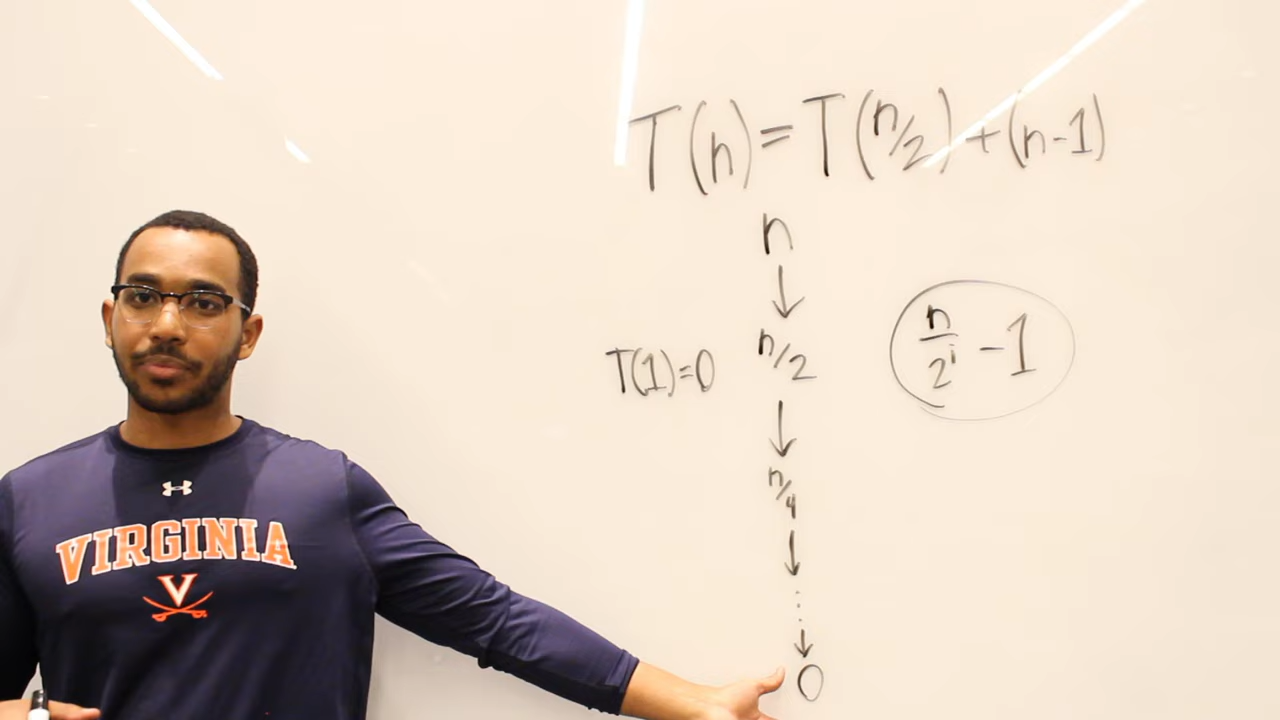 T(n)=T(n/2)+(n-1)
n
↓
n/2
T(1)=0
n/2^i - 1
↓
n/4
↓
⋮
↓
0
VIRGINIA
V